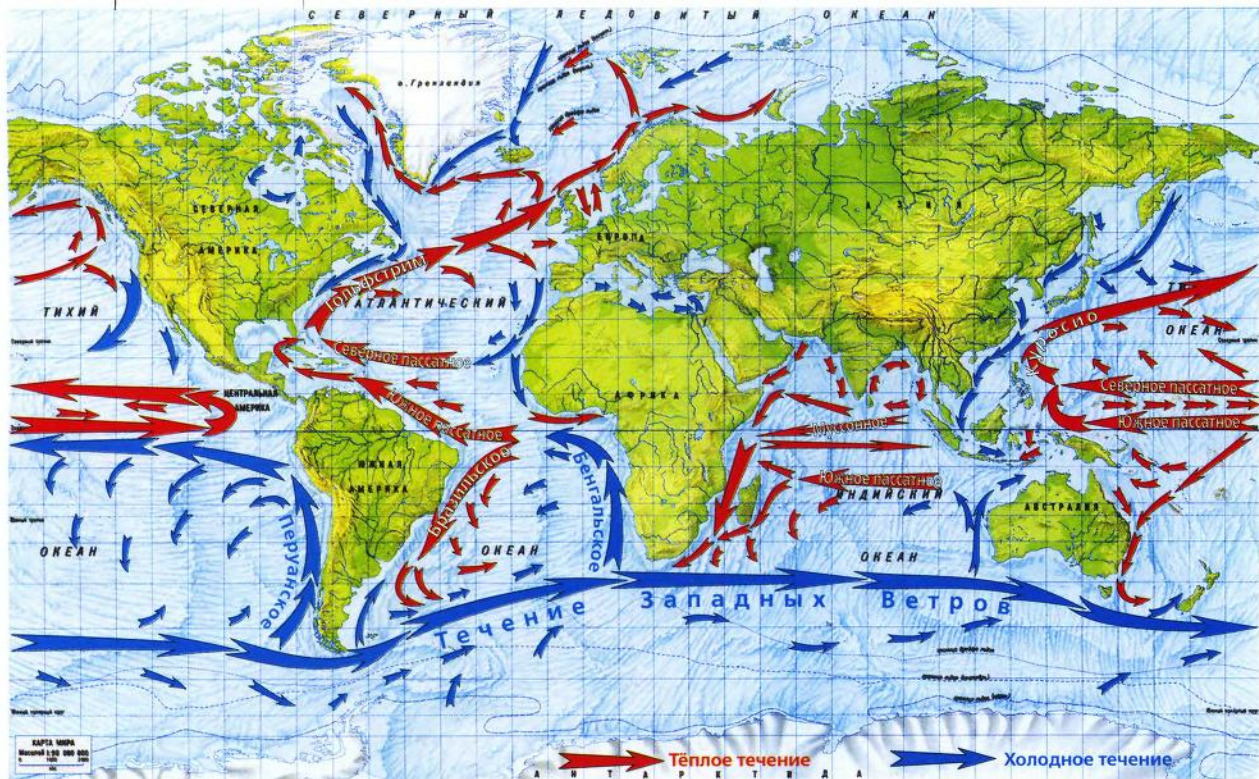 СЕВЕРНЫЙ ЛЕДОВИТЫЙ ОКЕАН
о. Гренландия
СЕВЕРНАЯ
АМЕРИКА
ЕВРОПА
АЗИЯ
Гольфстрим
ТИХИЙ
АТЛАНТИЧЕСКИЙ
Куросио
ОКЕАН
Северное пассатное
Северное пассатное
ЦЕНТРАЛЬНАЯ
АМЕРИКА
АФРИКА
Южное пассатное
Муссонное
Южное пассатное
ЮЖНАЯ
АМЕРИКА
Бразильское
Бенгальское
Южное пассатное
ИНДИЙСКИЙ
АВСТРАЛИЯ
Перуанское
ОКЕАН
ОКЕАН
ОКЕАН
Течение Западных Ветров
КАРТА МИРА
Тёплое течение
Холодное течение
АНТАРКТИДА